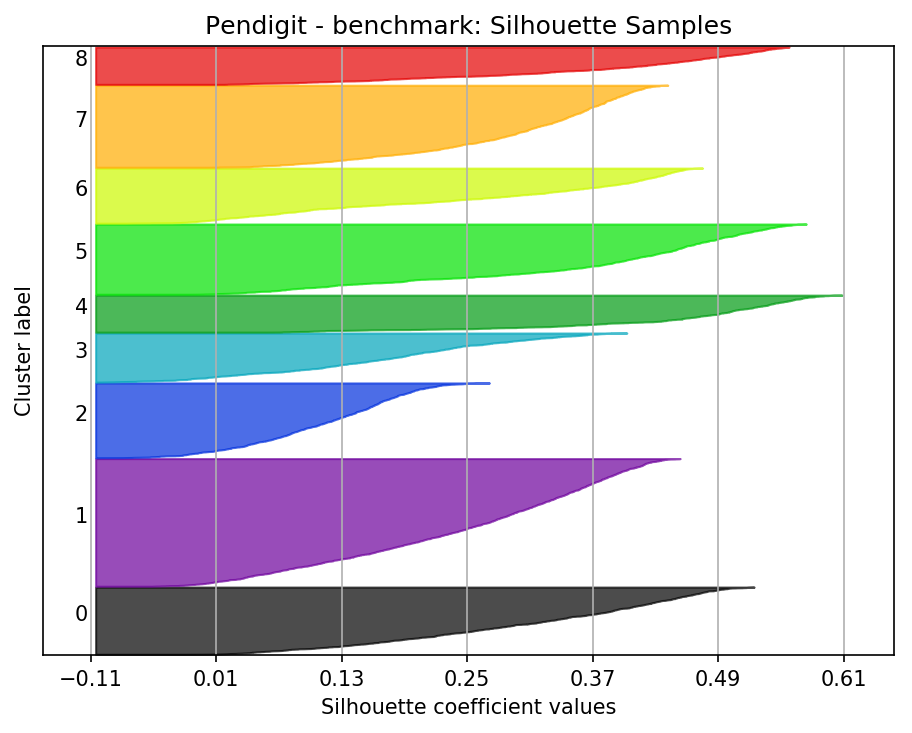 Pendigit - benchmark: Silhouette Samples
8
7
6
5
4
3
2
1
0
Cluster label
−0.11 0.01 0.13 0.25 0.37 0.49 0.61
Silhouette coefficient values